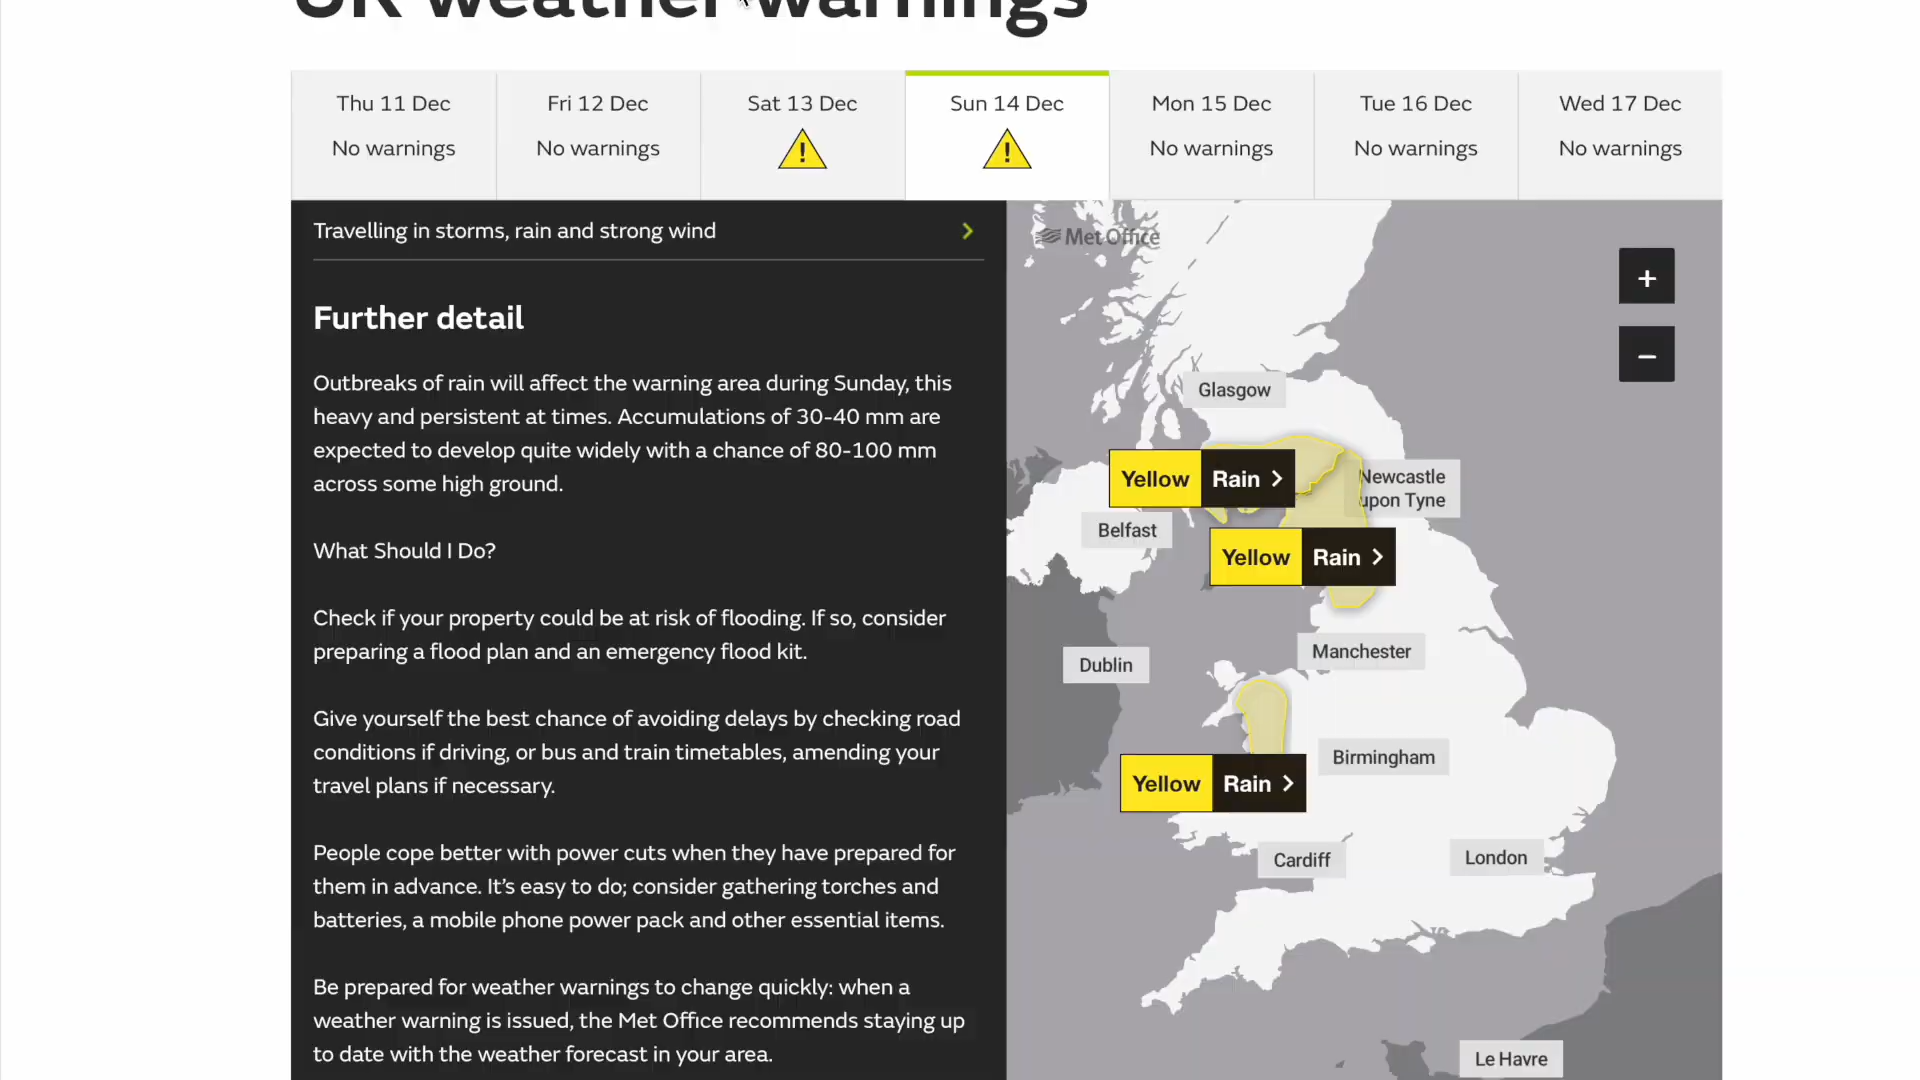 UK weather warnings
Thu 11 Dec
No warnings
Fri 12 Dec
No warnings
Sat 13 Dec
Sun 14 Dec
Mon 15 Dec
No warnings
Tue 16 Dec
No warnings
Wed 17 Dec
No warnings
Travelling in storms, rain and strong wind
Further detail
Outbreaks of rain will affect the warning area during Sunday, this
heavy and persistent at times. Accumulations of 30-40 mm are
expected to develop quite widely with a chance of 80-100 mm
across some high ground.
What Should I Do?
Check if your property could be at risk of flooding. If so, consider
preparing a flood plan and an emergency flood kit.
Give yourself the best chance of avoiding delays by checking road
conditions if driving, or bus and train timetables, amending your
travel plans if necessary.
People cope better with power cuts when they have prepared for
them in advance. It’s easy to do; consider gathering torches and
batteries, a mobile phone power pack and other essential items.
Be prepared for weather warnings to change quickly: when a
weather warning is issued, the Met Office recommends staying up
to date with the weather forecast in your area.
Met Office
+
−
Glasgow
Yellow Rain
Newcastle
upon Tyne
Belfast
Yellow Rain
Manchester
Dublin
Birmingham
Yellow Rain
Cardiff
London
Le Havre